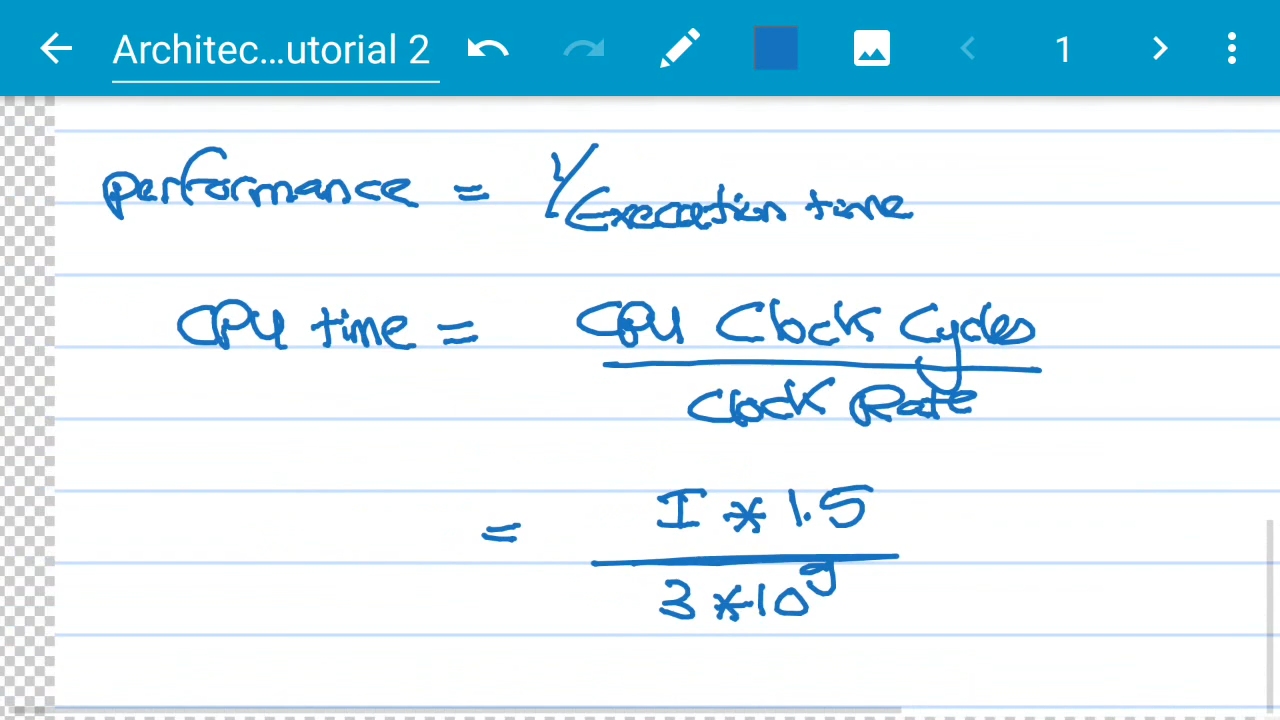 Architec...utorial 2 1
performance = 1/Execution time
CPU time = CPU Clock Cycles
Clock Rate
= I * 1.5
3 * 10^9